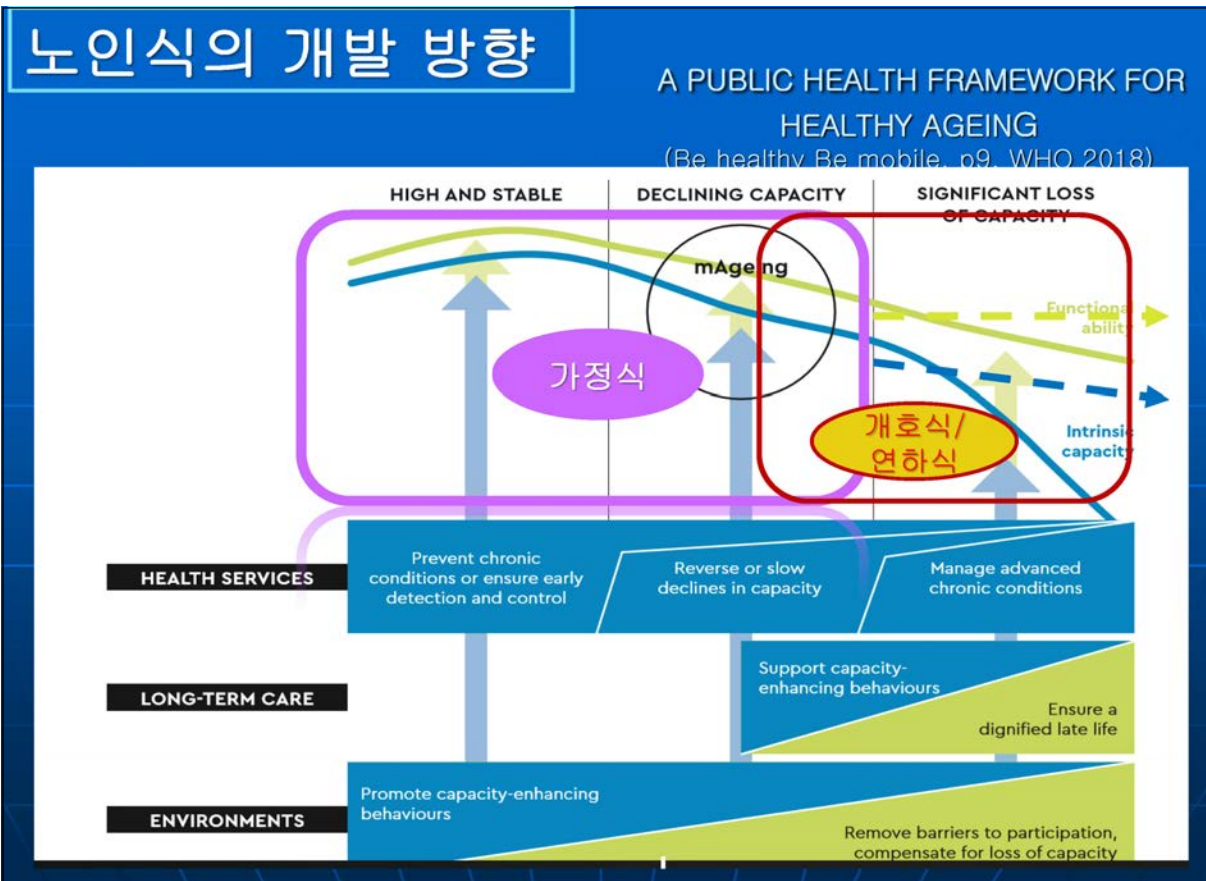 노인식의 개발 방향
A PUBLIC HEALTH FRAMEWORK FOR
HEALTHY AGEING
(Be healthy Be mobile, p9, WHO 2018)
HIGH AND STABLE
DECLINING CAPACITY
SIGNIFICANT LOSS
OF CAPACITY
mAgeing
Functional
ability
가정식
개호식/
연하식
Intrinsic
capacity
HEALTH SERVICES
Prevent chronic
conditions or ensure early
detection and control
Reverse or slow
declines in capacity
Manage advanced
chronic conditions
LONG-TERM CARE
Support capacity-
enhancing behaviours
Ensure a
dignified late life
ENVIRONMENTS
Promote capacity-enhancing
behaviours
Remove barriers to participation,
compensate for loss of capacity